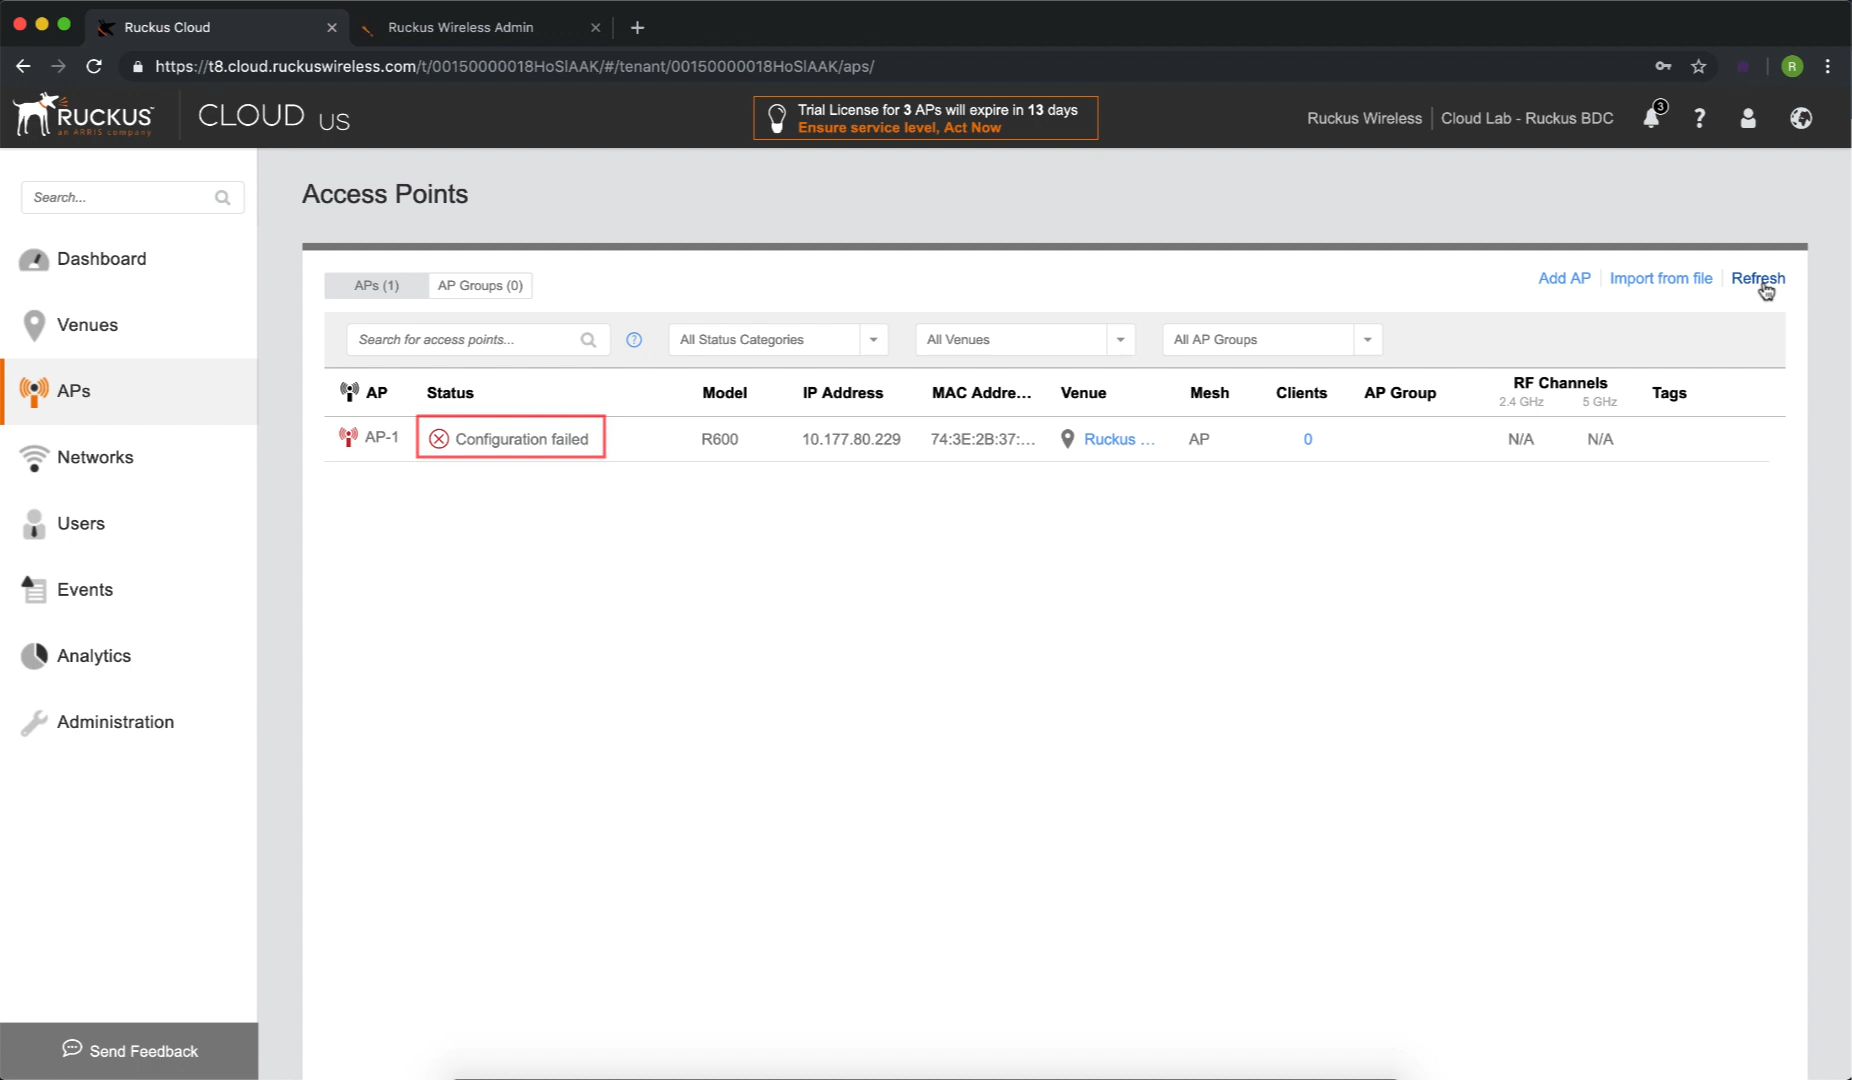 Ruckus Cloud
Ruckus Wireless Admin
https://t8.cloud.ruckuswireless.com/t/00150000018HoSlAAK/#/tenant/00150000018HoSlAAK/aps/
R
RUCKUS
an ARRIS company
CLOUD US
Trial License for 3 APs will expire in 13 days
Ensure service level, Act Now
Ruckus Wireless
Cloud Lab - Ruckus BDC
3
?
Search...
Dashboard
Venues
APs
Networks
Users
Events
Analytics
Administration
Send Feedback
Access Points
APs (1)
AP Groups (0)
Add AP
Import from file
Refresh
Search for access points...
?
All Status Categories
All Venues
All AP Groups
AP Status Model IP Address MAC Addre... Venue Mesh Clients AP Group RF Channels Tags
2.4 GHz 5 GHz
AP-1 Configuration failed R600 10.177.80.229 74:3E:2B:37:... Ruckus ... AP 0 N/A N/A